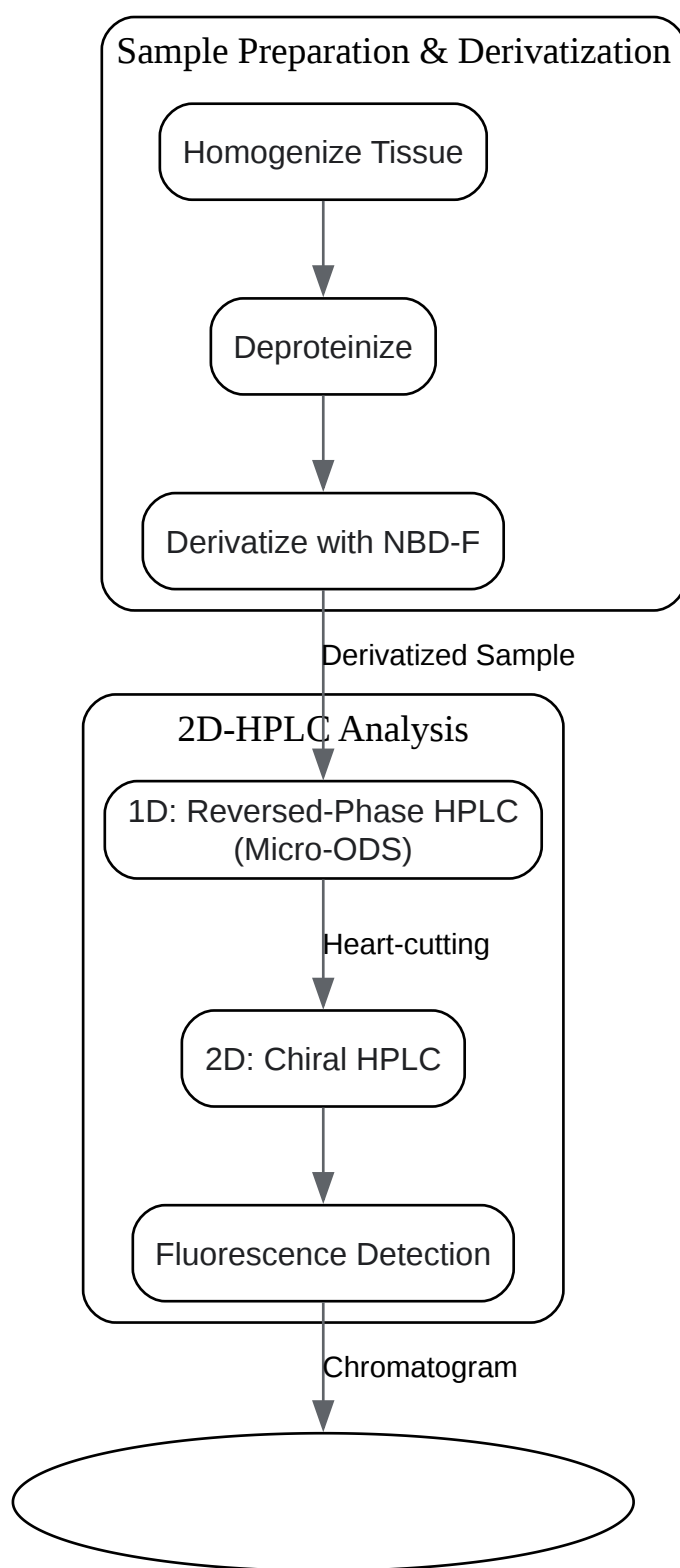 Sample Preparation & Derivatization
Homogenize Tissue
Deproteinize
Derivatize with NBD-F
Derivatized Sample
2D-HPLC Analysis
1D: Reversed-Phase HPLC
(Micro-ODS)
Heart-cutting
2D: Chiral HPLC
Fluorescence Detection
Chromatogram